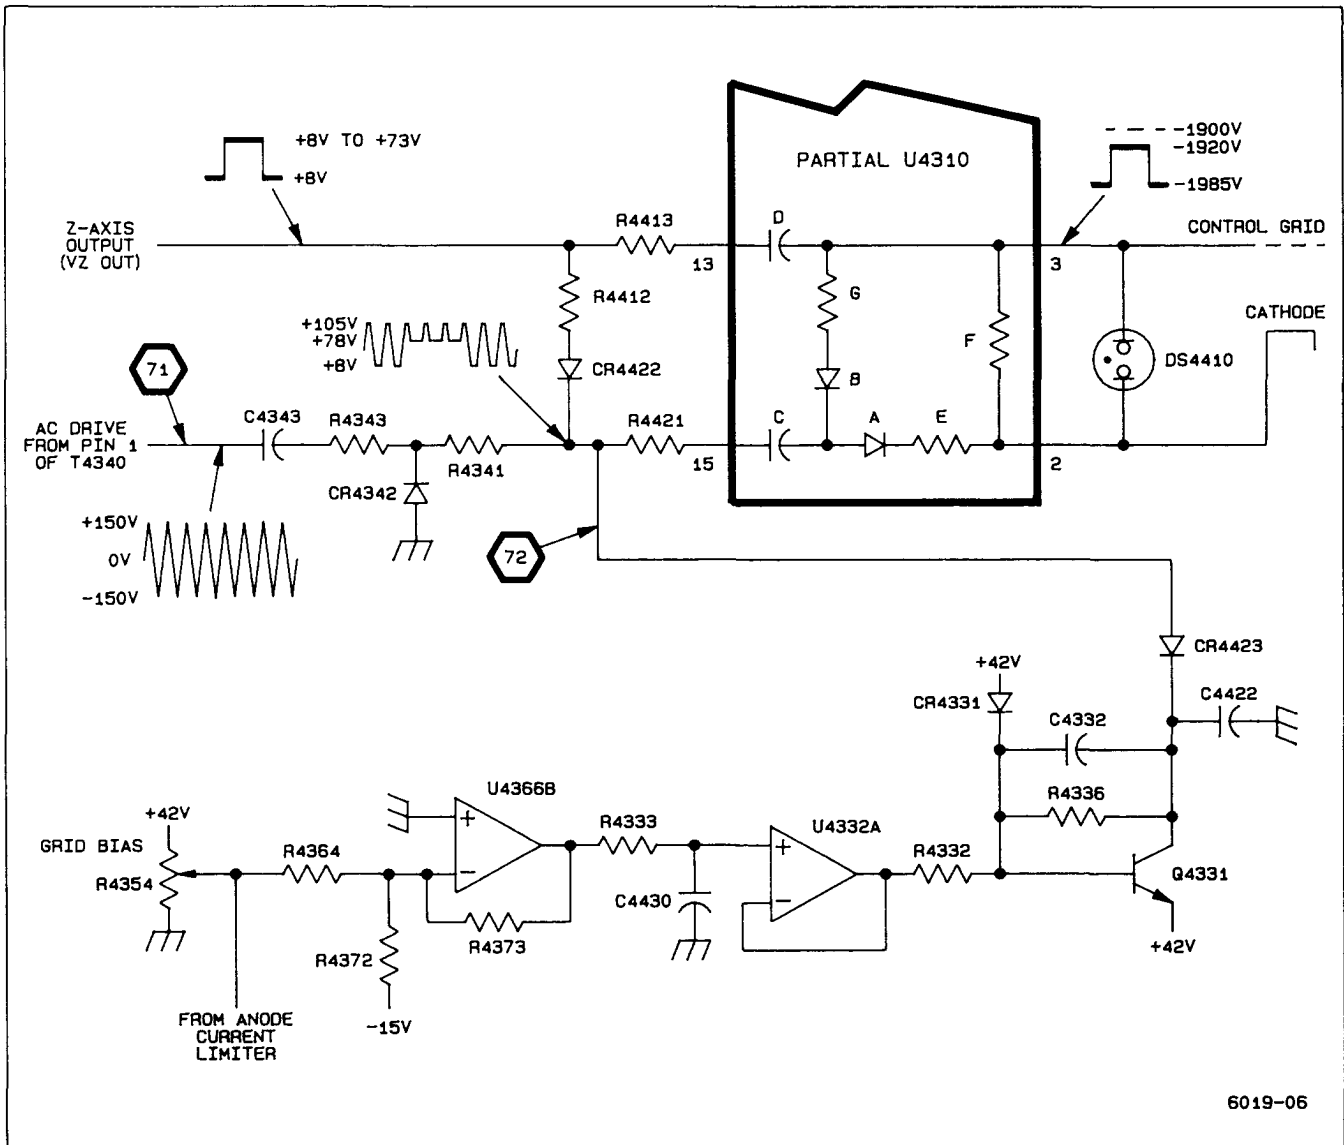 +8V TO +73V
+8V
PARTIAL U4310
-1900V
-1920V
-1985V
Z-AXIS
OUTPUT
(VZ OUT)
R4413
13
D
3
CONTROL GRID
R4412
G
F
CATHODE
+105V
+78V
+8V
DS4410
71
CR4422
B
AC DRIVE
FROM PIN 1
OF T4340
C4343
R4343
R4341
R4421
15
C
A
E
2
CR4342
+150V
0V
-150V
72
CR4423
+42V
CR4331
C4332
C4422
R4336
U4366B
U4332A
+42V
GRID BIAS
R4354
R4364
R4333
R4332
Q4331
C4430
R4373
R4372
+42V
-15V
FROM ANODE
CURRENT
LIMITER
6019-06